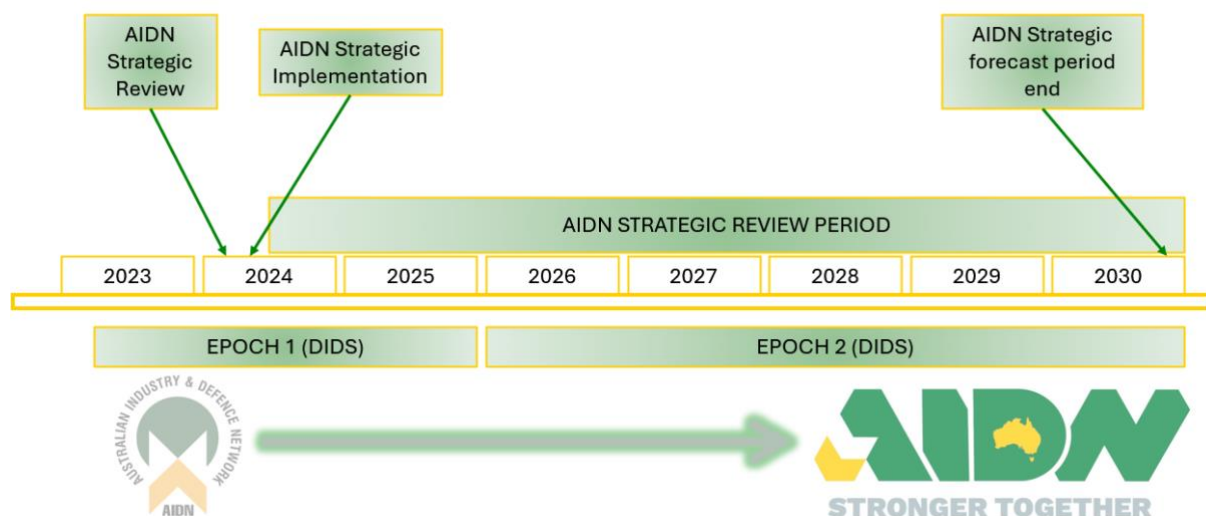 AIDN
Strategic
Review
AIDN Strategic
Implementation
AIDN Strategic
forecast period
end
AIDN STRATEGIC REVIEW PERIOD
2023
2024
2025
2026
2027
2028
2029
2030
EPOCH 1 (DIDS)
EPOCH 2 (DIDS)
AUSTRALIAN INDUSTRY & DEFENCE NETWORK
AIDN
AIDN
STRONGER TOGETHER